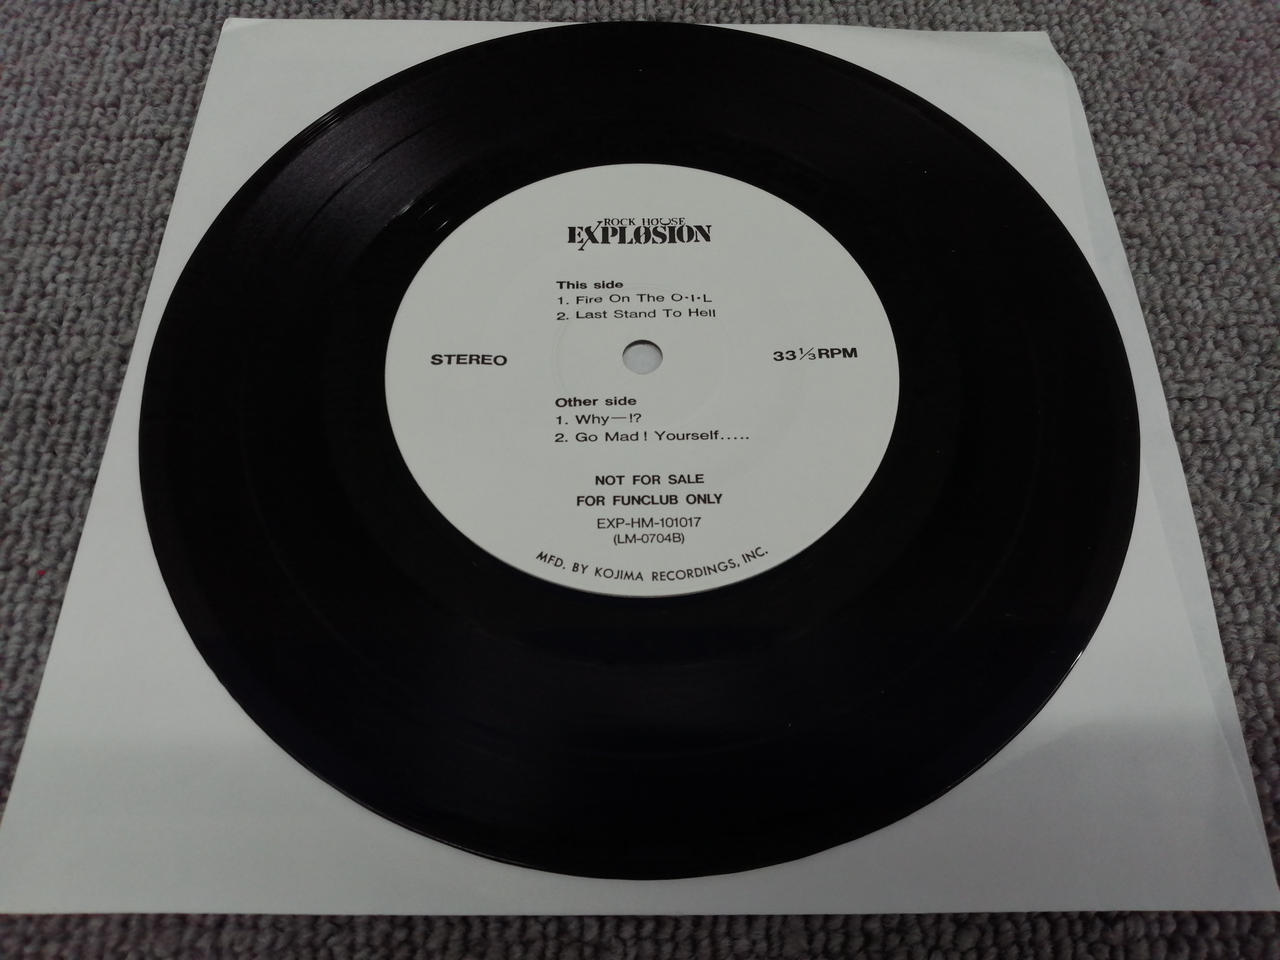 ROCK HOUSE
EXPLOSION
This side
1. Fire On The O・I・L
2. Last Stand To Hell
STEREO
33⅓RPM
Other side
1. Why—!?
2. Go Mad! Yourself.....
NOT FOR SALE
FOR FUNCLUB ONLY
EXP-HM-101017
(LM-0704B)
MFD. BY KOJIMA RECORDINGS, INC.